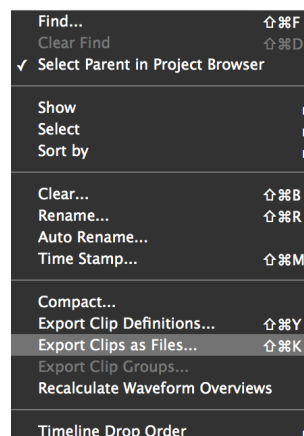 Find... ⇧⌘F
Clear Find ⇧⌘D
✓ Select Parent in Project Browser
Show
Select
Sort by
Clear... ⇧⌘B
Rename... ⇧⌘R
Auto Rename...
Time Stamp... ⇧⌘M
Compact...
Export Clip Definitions... ⇧⌘Y
Export Clips as Files... ⇧⌘K
Export Clip Groups...
Recalculate Waveform Overviews
Timeline Drop Order